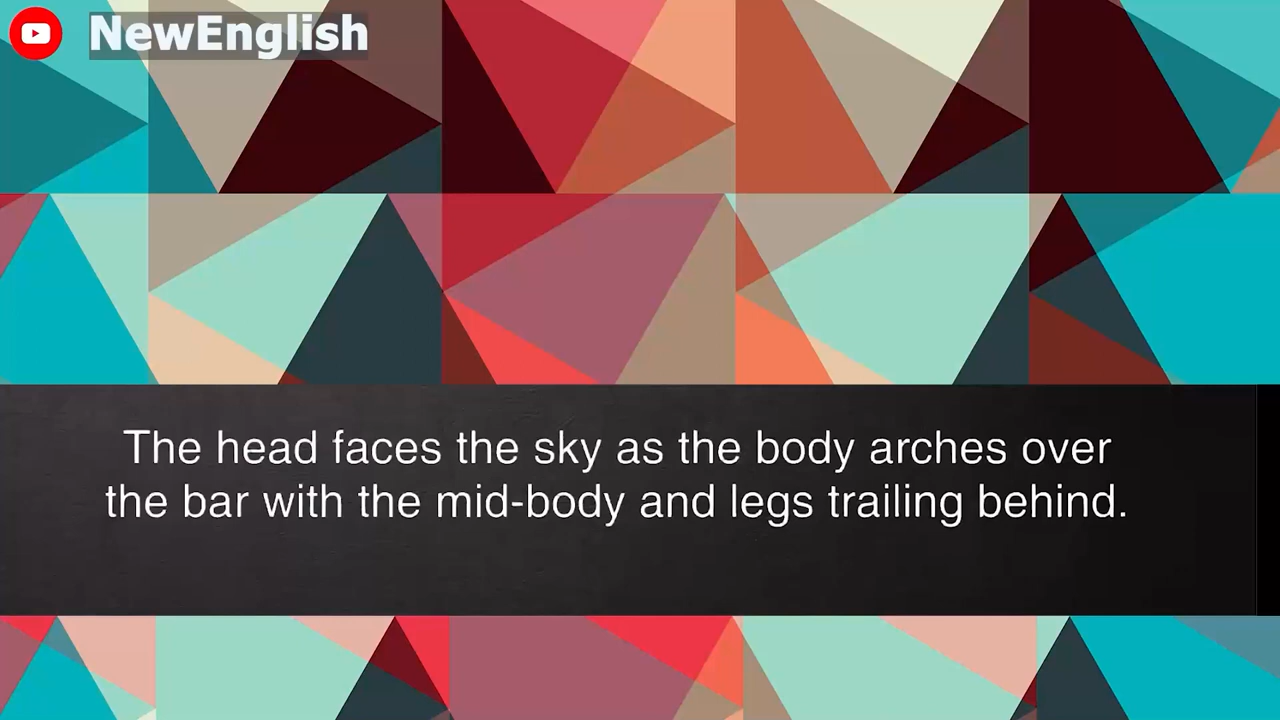 NewEnglish
The head faces the sky as the body arches over
the bar with the mid-body and legs trailing behind.